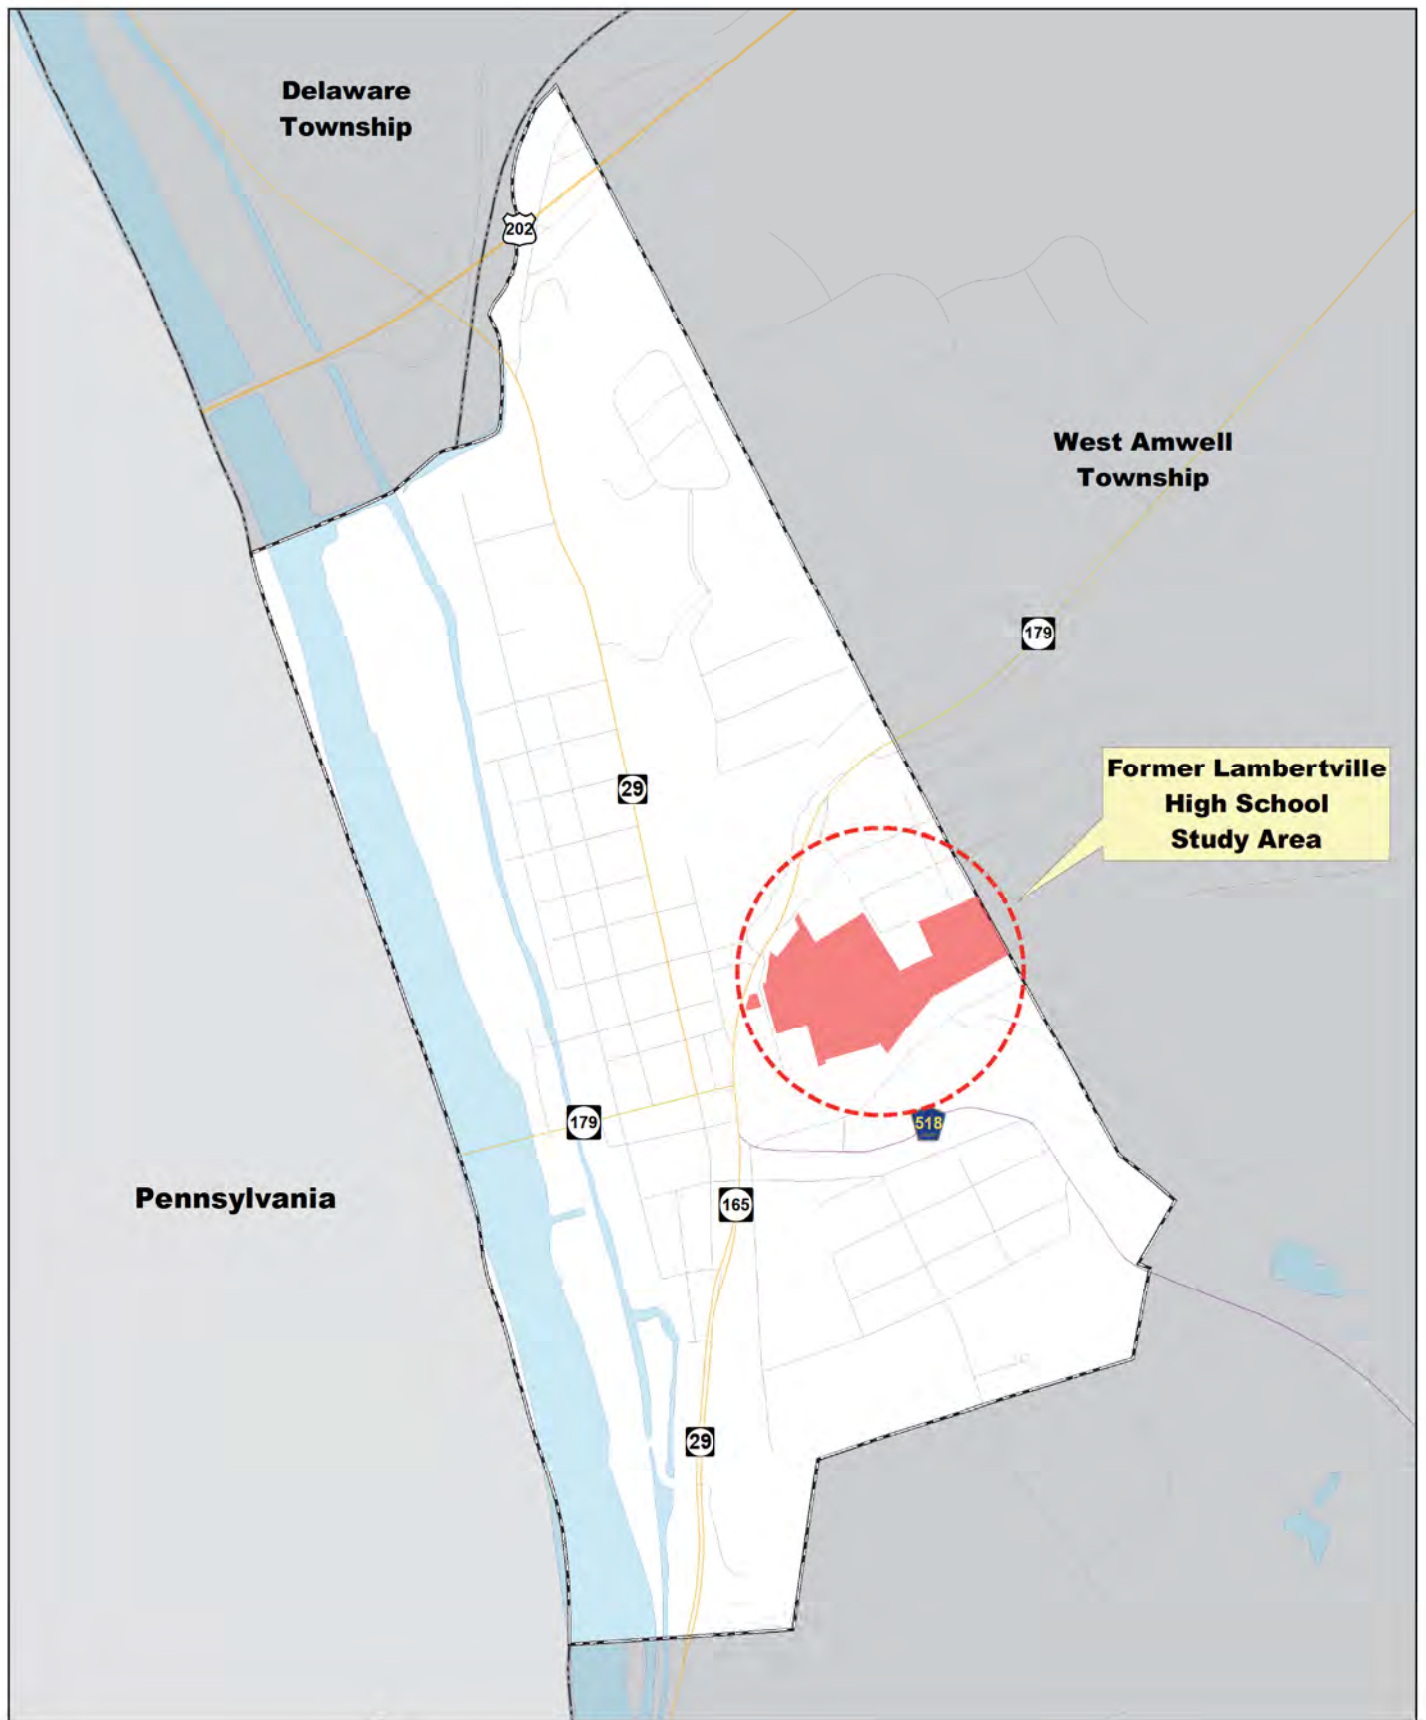 Delaware
Township
202
West Amwell
Township
179
Former Lambertville
High School
Study Area
29
179
518
Pennsylvania
165
29